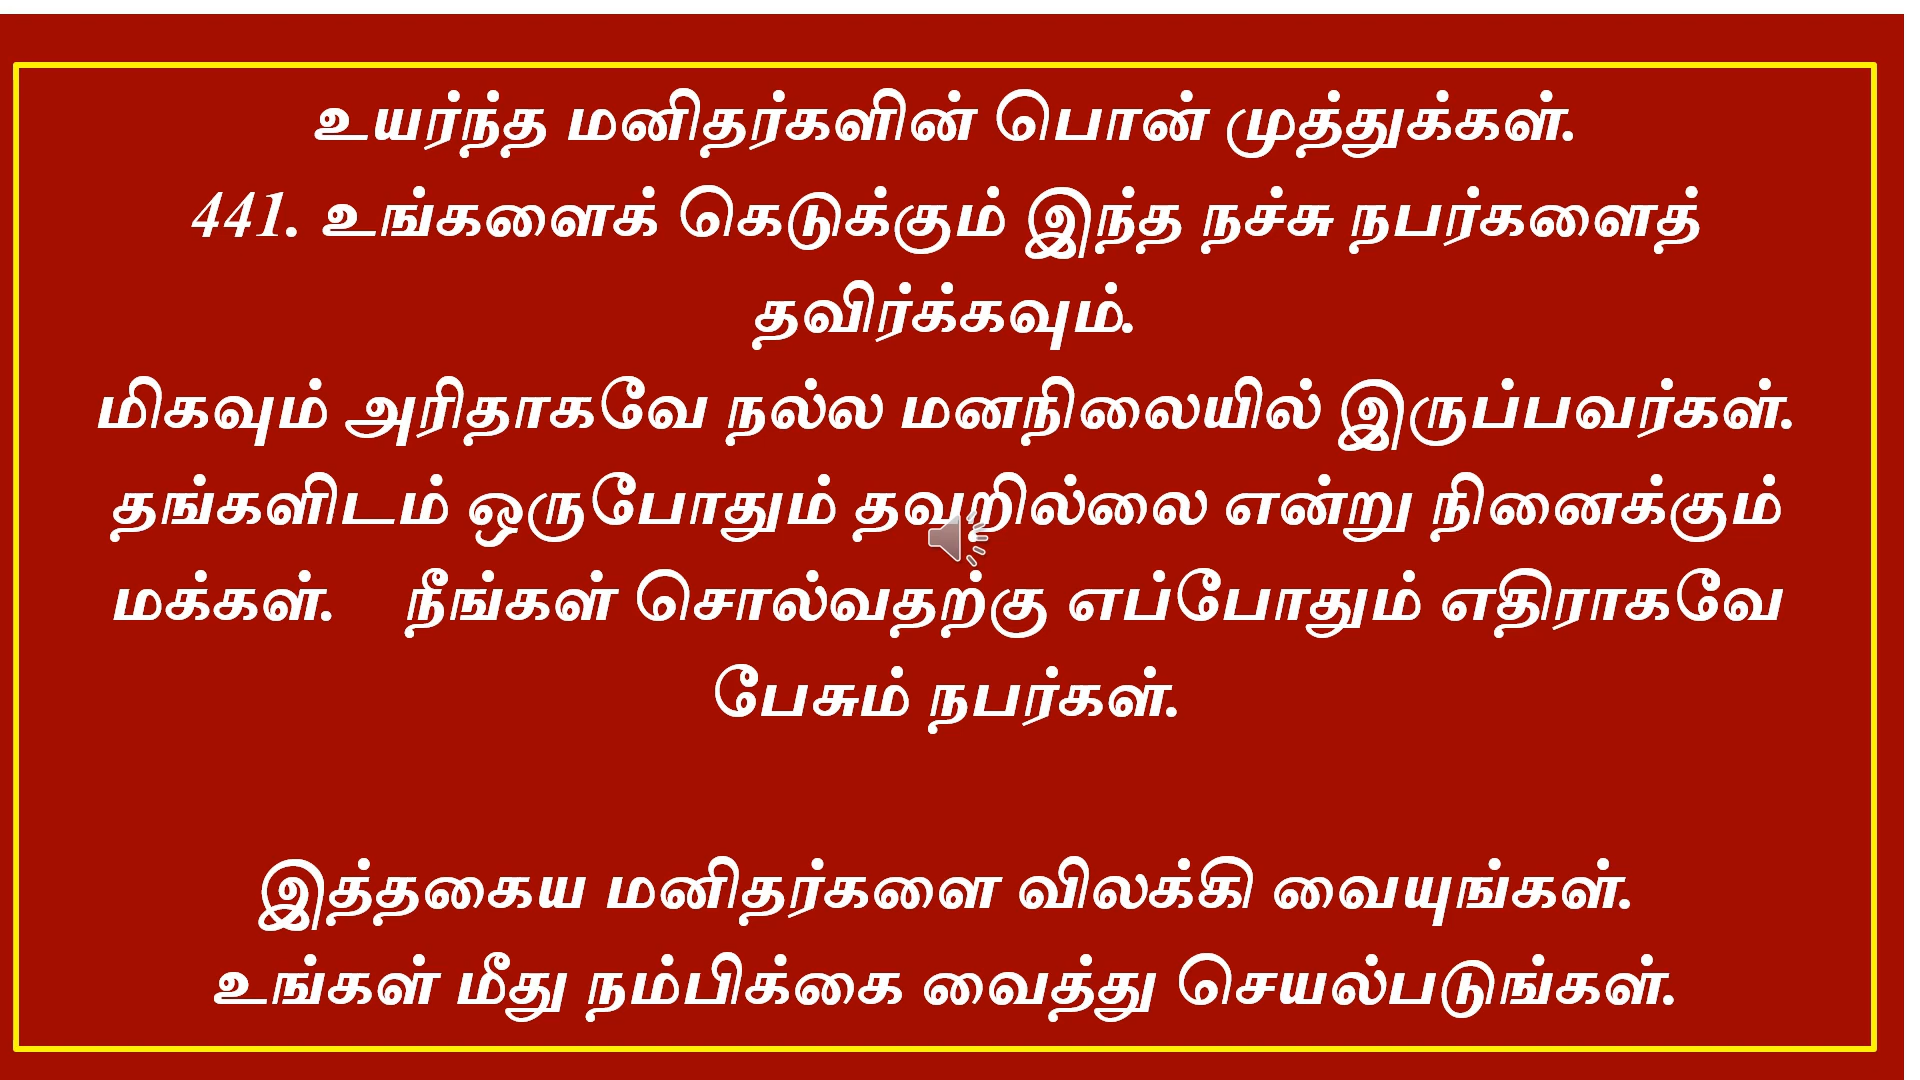 உயர்ந்த மனிதர்களின் பொன் முத்துக்கள்.
441. உங்களைக் கெடுக்கும் இந்த நச்சு நபர்களைத்
தவிர்க்கவும்.
மிகவும் அரிதாகவே நல்ல மனநிலையில் இருப்பவர்கள்.
தங்களிடம் ஒருபோதும் தவறில்லை என்று நினைக்கும்
மக்கள். நீங்கள் சொல்வதற்கு எப்போதும் எதிராகவே
பேசும் நபர்கள்.
இத்தகைய மனிதர்களை விலக்கி வையுங்கள்.
உங்கள் மீது நம்பிக்கை வைத்து செயல்படுங்கள்.